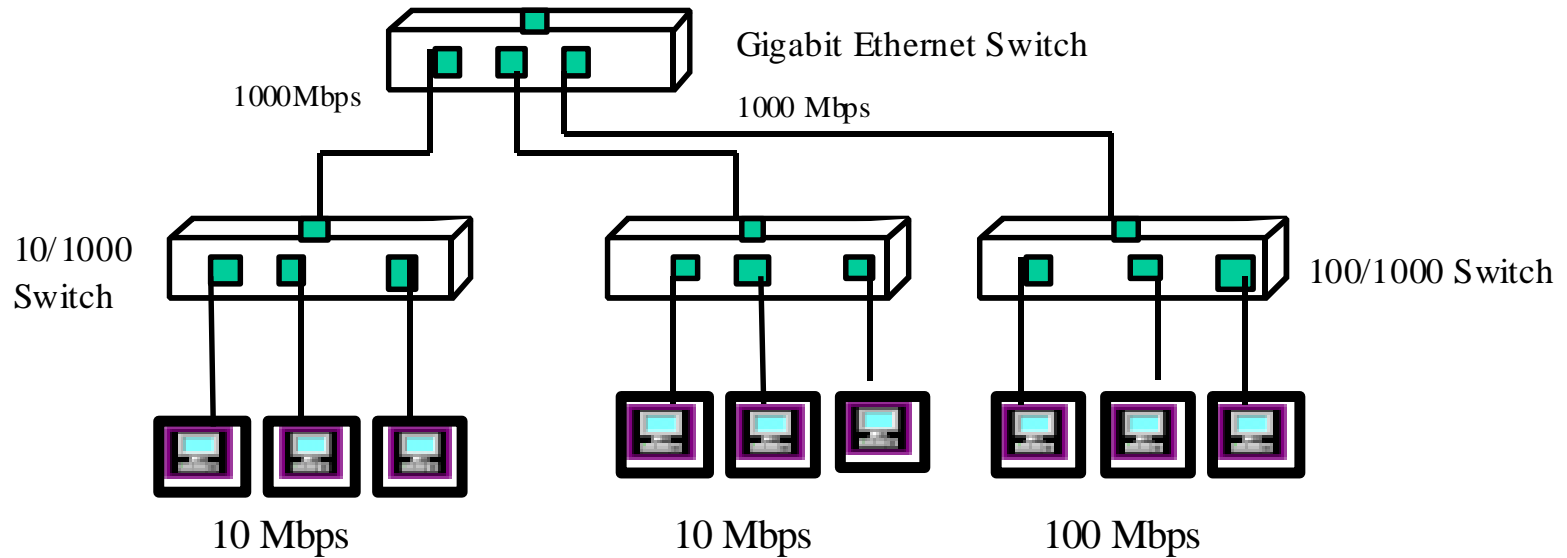 Gigabit Ethernet Switch
1000Mbps
1000 Mbps
10/1000
Switch
100/1000 Switch
10 Mbps
10 Mbps
100 Mbps